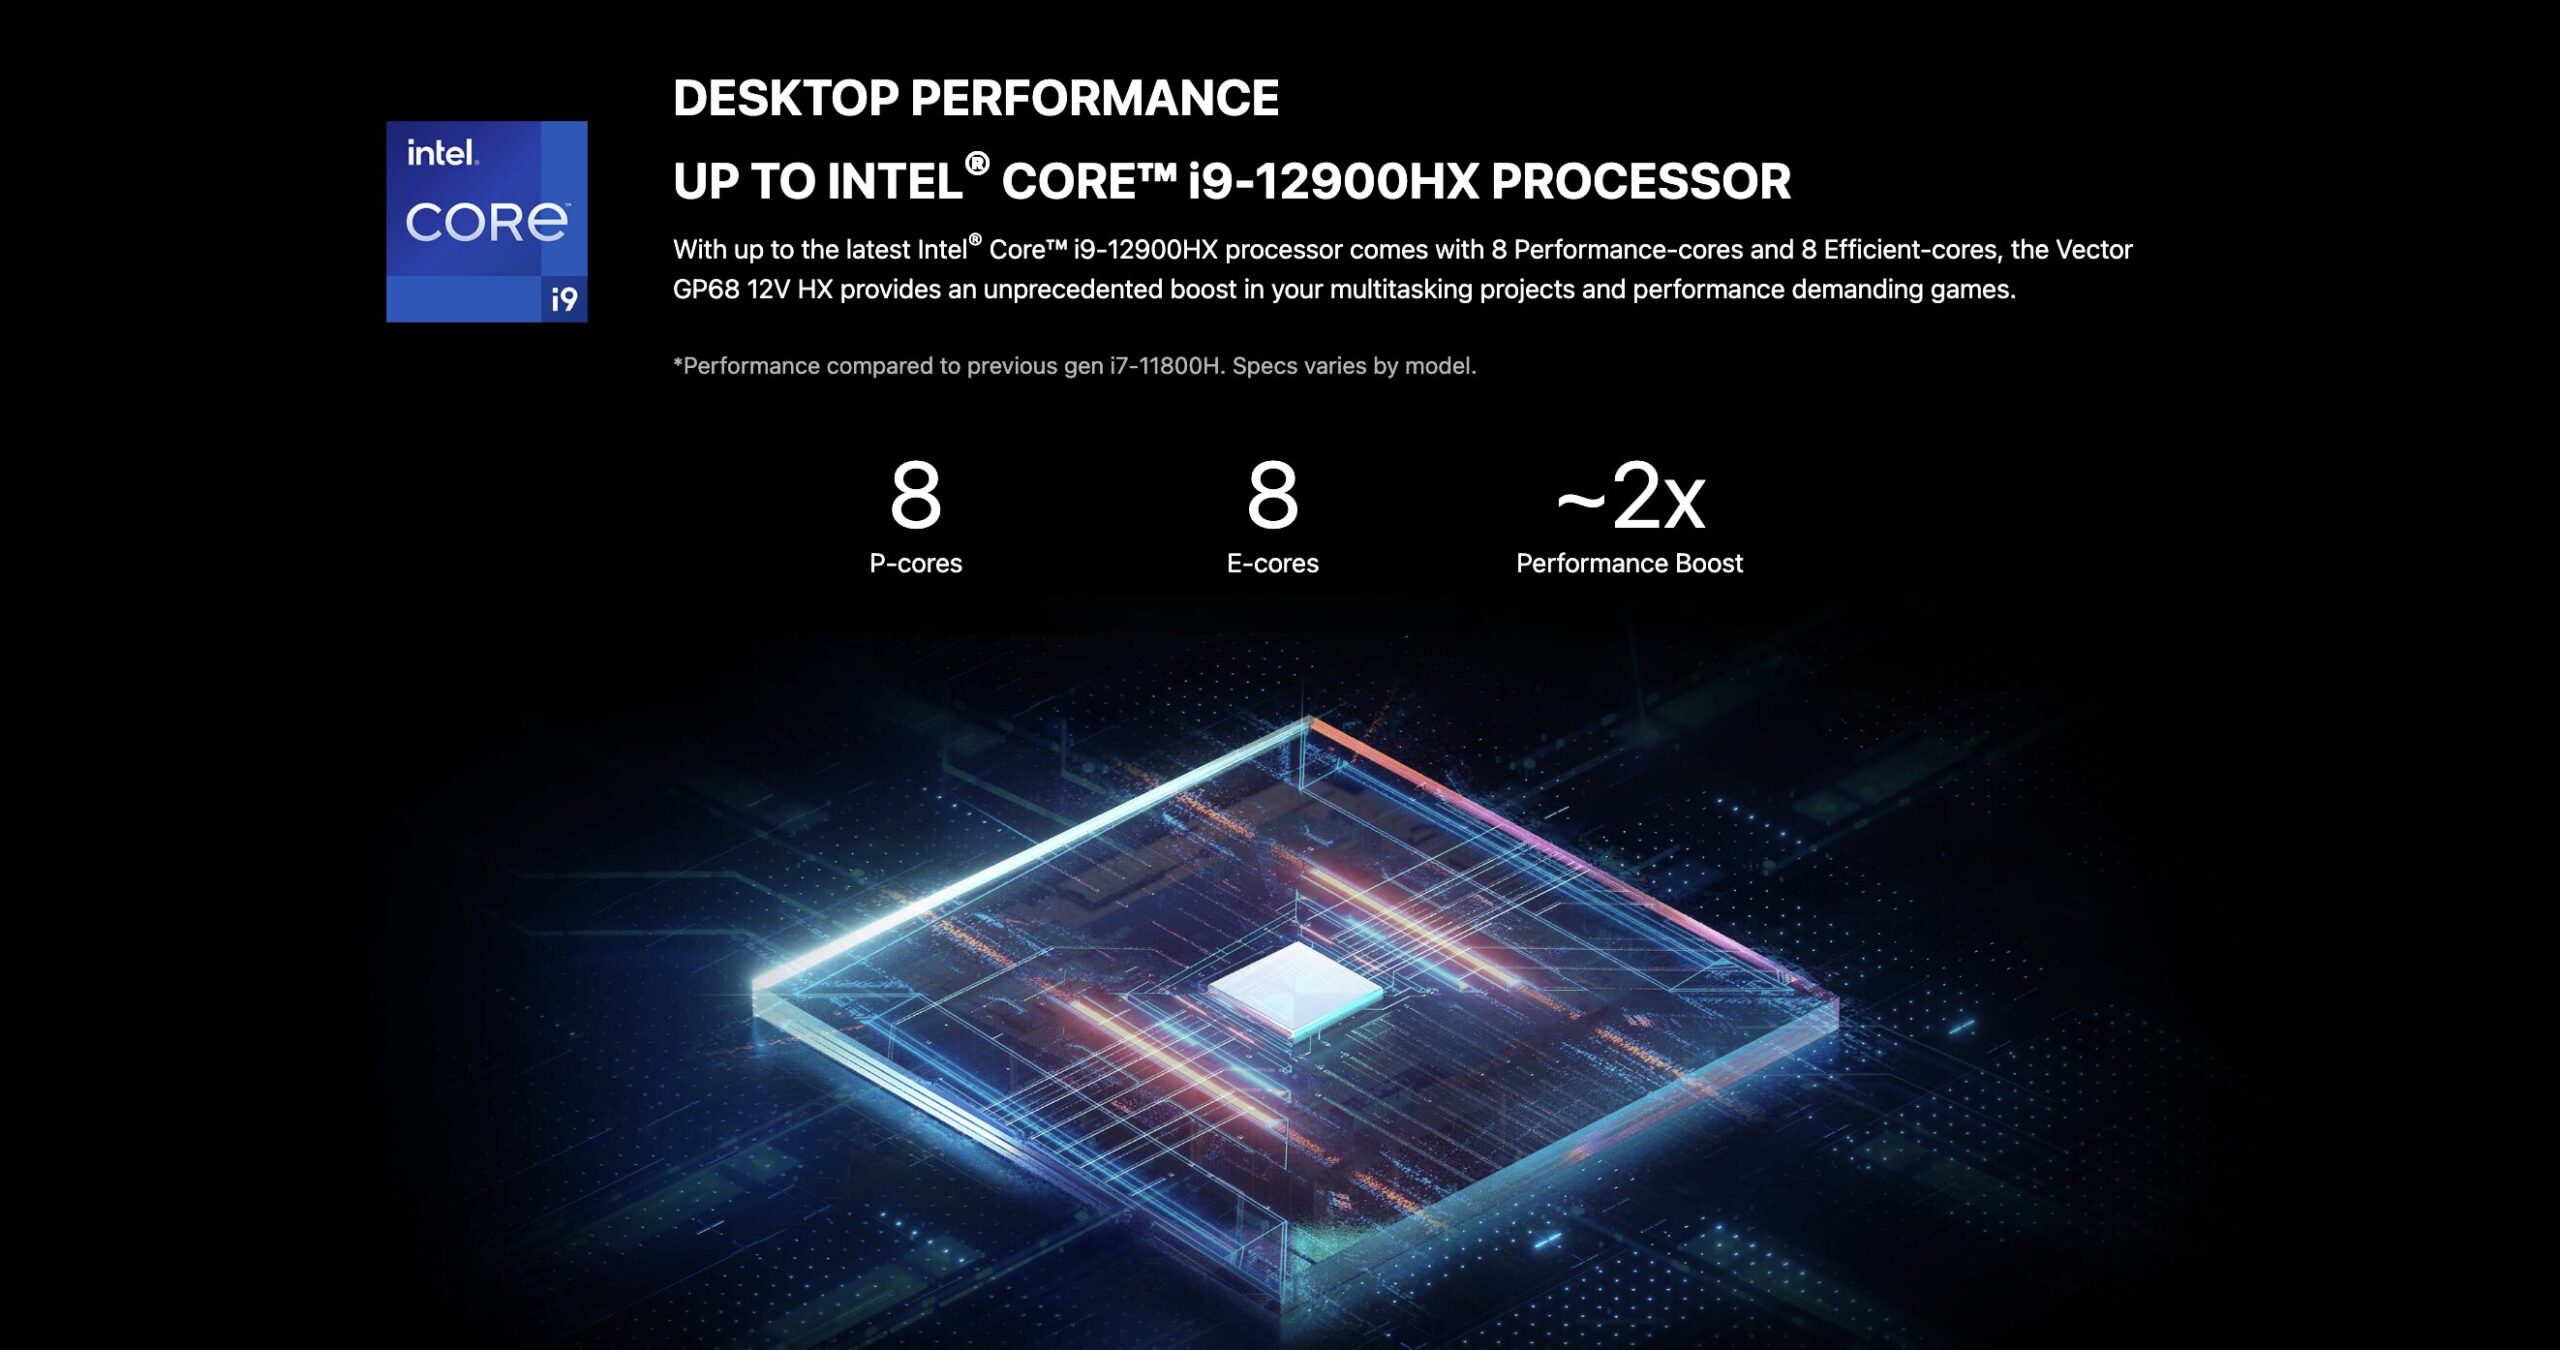 intel.
CORE™
i9
DESKTOP PERFORMANCE
UP TO INTEL® CORE™ i9-12900HX PROCESSOR
With up to the latest Intel® Core™ i9-12900HX processor comes with 8 Performance-cores and 8 Efficient-cores, the Vector
GP68 12V HX provides an unprecedented boost in your multitasking projects and performance demanding games.
*Performance compared to previous gen i7-11800H. Specs varies by model.
8
P-cores
8
E-cores
~2x
Performance Boost